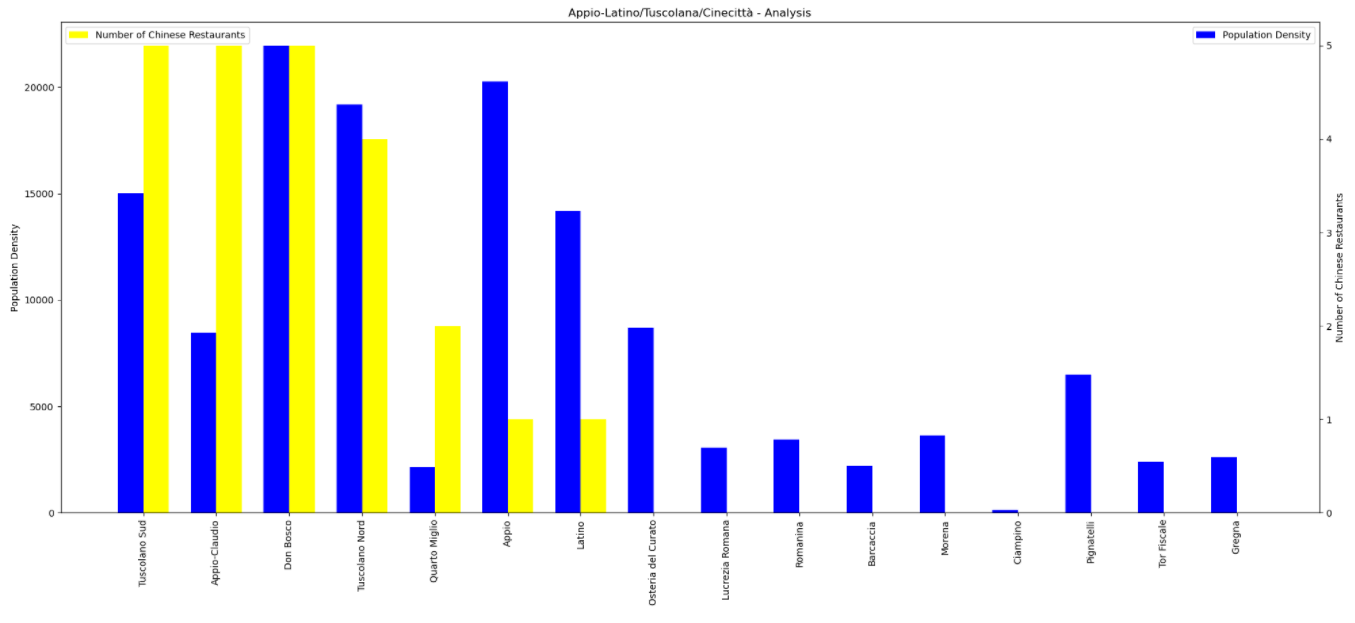 Appio-Latino/Tuscolana/Cinecittà - Analysis
Number of Chinese Restaurants
Population Density
Population Density
20000
15000
10000
5000
0
Number of Chinese Restaurants
5
4
3
2
1
0
Tuscolano Sud
Appio-Claudio
Don Bosco
Tuscolano Nord
Quarto Miglio
Appio
Latino
Osteria del Curato
Lucrezia Romana
Romanina
Barcaccia
Morena
Ciampino
Pignatelli
Tor Fiscale
Gregna